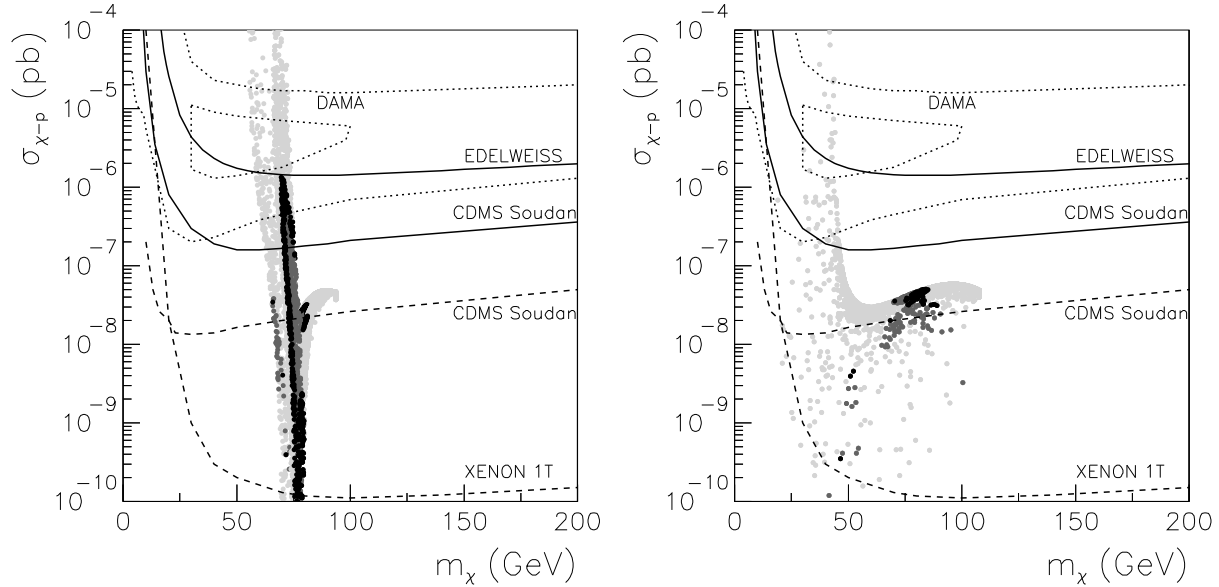 σχ-p (pb)
10⁻⁴
10⁻⁵
10⁻⁶
10⁻⁷
10⁻⁸
10⁻⁹
10⁻¹⁰
DAMA
EDELWEISS
CDMS Soudan
CDMS Soudan
XENON 1T
0 50 100 150 200
mχ (GeV)
σχ-p (pb)
10⁻⁴
10⁻⁵
10⁻⁶
10⁻⁷
10⁻⁸
10⁻⁹
10⁻¹⁰
DAMA
EDELWEISS
CDMS Soudan
CDMS Soudan
XENON 1T
0 50 100 150 200
mχ (GeV)